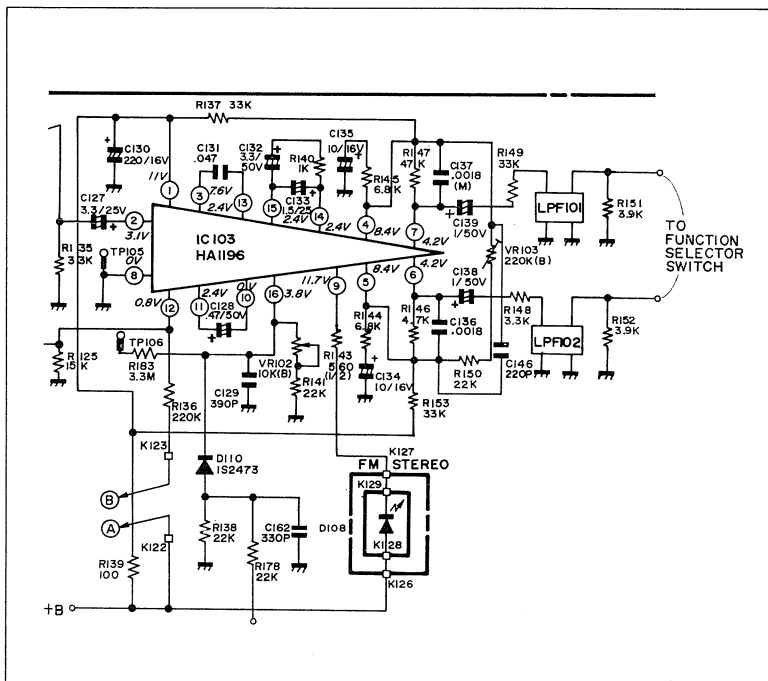 R137 33K
C130
220/16V
11V
C131
.047
C132
3.3/
50V
R140
1K
C135
10/16V
R145
6.8K
R147
47K
C137
.0018
(M)
R149
33K
1
3
7.6V
2.4V
13
C133
1.5/25
15
2.4V
14
2.4V
4
8.4V
7
4.2V
C139
1/50V
LPF101
R151
3.9K
C127
3.3/25V
2
3.1V
R135
3.3K
TP105
0V
8
IC103
HA1196
VR103
220K(B)
TO
FUNCTION
SELECTOR
SWITCH
4.2V
C138
1/50V
6
8.4V
5
11.7V
9
0.8V
12
2.4V
11
C128
.47/50V
0V
10
16
3.8V
R144
6.8K
R146
4.7K
C136
.0018
R148
3.3K
LPF102
R152
3.9K
TP106
R125
15K
R183
3.3M
C129
390P
VR102
10K(B)
R141
22K
R143
560
(1/2)
C134
10/16V
R150
22K
C146
220P
R136
220K
R153
33K
K123
D110
1S2473
K127
FM STEREO
K129
B
A
D108
K128
K122
R138
22K
C162
330P
R139
100
R178
22K
K126
+B